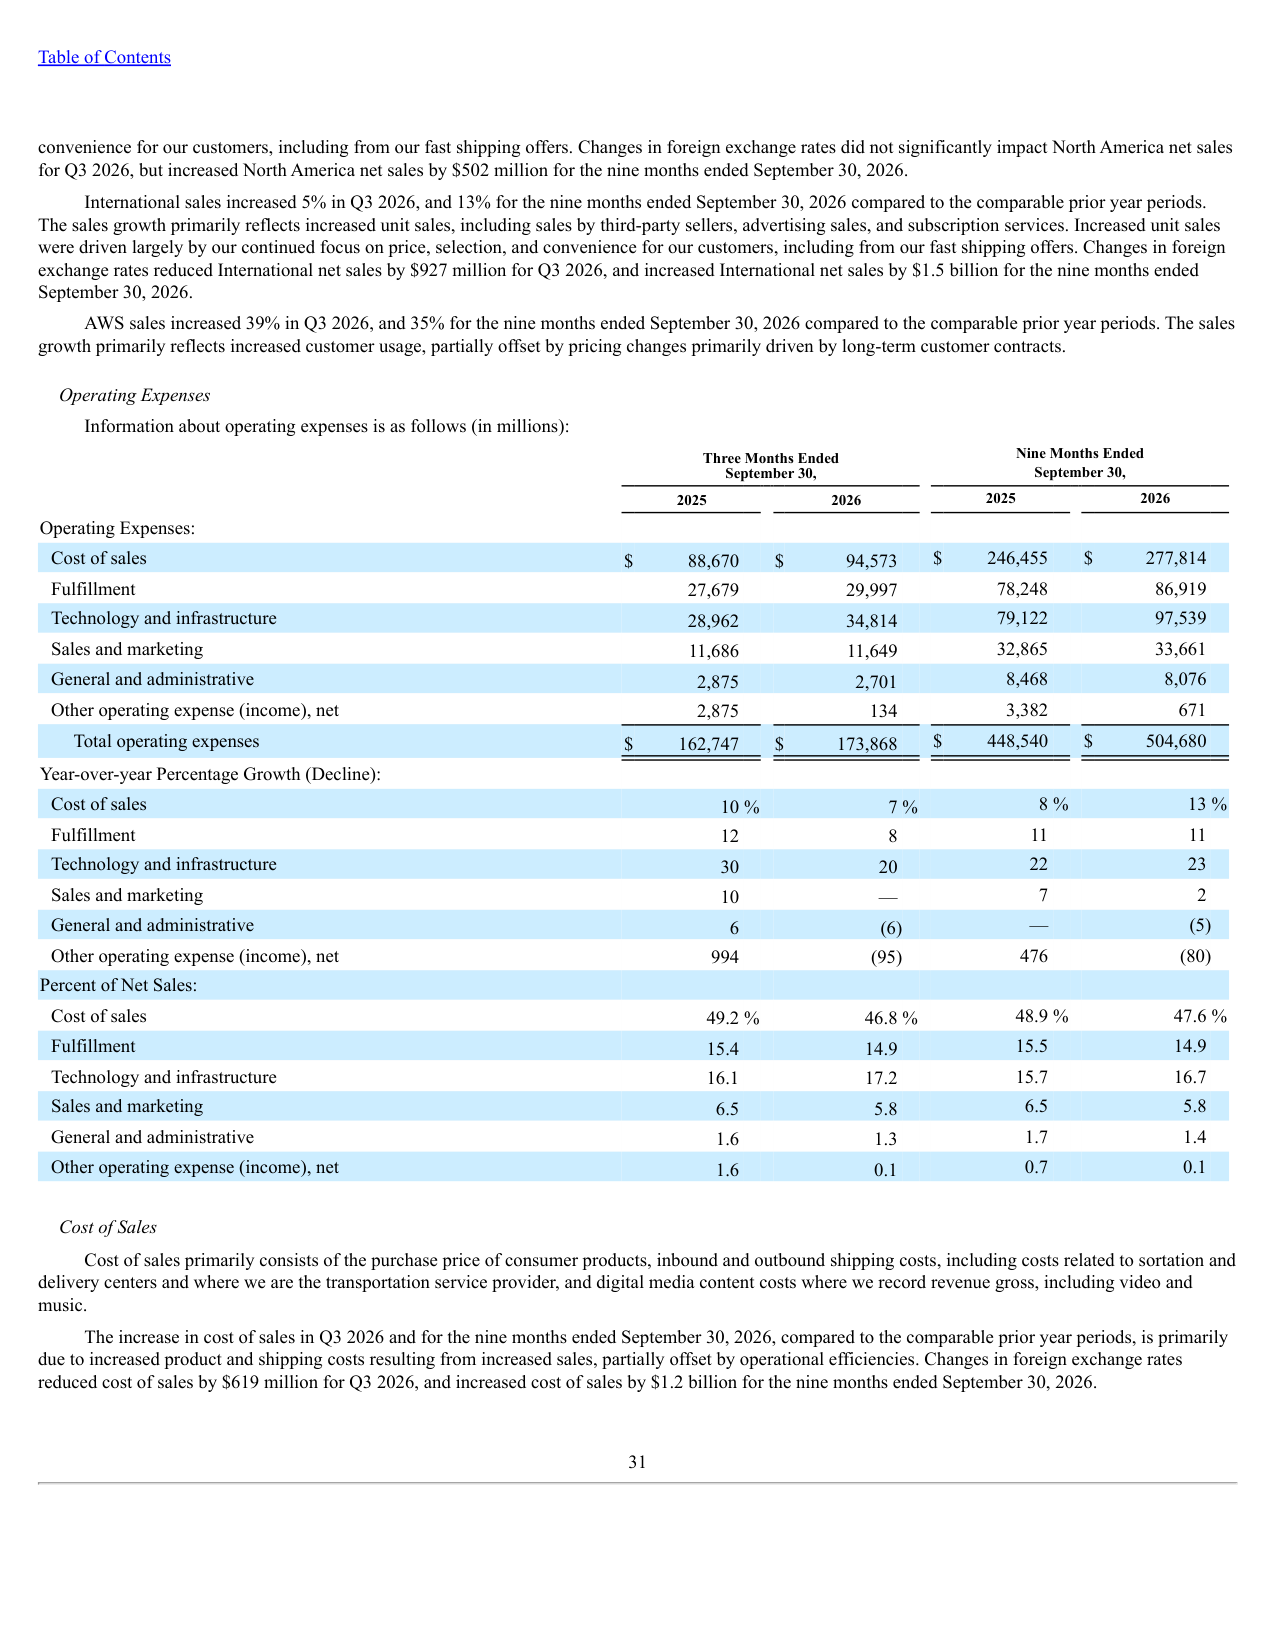 Table of Contents
convenience for our customers, including from our fast shipping offers. Changes in foreign exchange rates did not significantly impact North America net sales
for Q3 2026, but increased North America net sales by $502 million for the nine months ended September 30, 2026.
International sales increased 5% in Q3 2026, and 13% for the nine months ended September 30, 2026 compared to the comparable prior year periods.
The sales growth primarily reflects increased unit sales, including sales by third-party sellers, advertising sales, and subscription services. Increased unit sales
were driven largely by our continued focus on price, selection, and convenience for our customers, including from our fast shipping offers. Changes in foreign
exchange rates reduced International net sales by $927 million for Q3 2026, and increased International net sales by $1.5 billion for the nine months ended
September 30, 2026.
AWS sales increased 39% in Q3 2026, and 35% for the nine months ended September 30, 2026 compared to the comparable prior year periods. The sales
growth primarily reflects increased customer usage, partially offset by pricing changes primarily driven by long-term customer contracts.
Operating Expenses
Information about operating expenses is as follows (in millions):
Three Months Ended September 30, Nine Months Ended September 30,
2025 2026 2025 2026
Operating Expenses:
Cost of sales $ 88,670 $ 94,573 $ 246,455 $ 277,814
Fulfillment 27,679 29,997 78,248 86,919
Technology and infrastructure 28,962 34,814 79,122 97,539
Sales and marketing 11,686 11,649 32,865 33,661
General and administrative 2,875 2,701 8,468 8,076
Other operating expense (income), net 2,875 134 3,382 671
Total operating expenses $ 162,747 $ 173,868 $ 448,540 $ 504,680
Year-over-year Percentage Growth (Decline):
Cost of sales 10 % 7 % 8 % 13 %
Fulfillment 12 8 11 11
Technology and infrastructure 30 20 22 23
Sales and marketing 10 — 7 2
General and administrative 6 (6) — (5)
Other operating expense (income), net 994 (95) 476 (80)
Percent of Net Sales:
Cost of sales 49.2 % 46.8 % 48.9 % 47.6 %
Fulfillment 15.4 14.9 15.5 14.9
Technology and infrastructure 16.1 17.2 15.7 16.7
Sales and marketing 6.5 5.8 6.5 5.8
General and administrative 1.6 1.3 1.7 1.4
Other operating expense (income), net 1.6 0.1 0.7 0.1
Cost of Sales
Cost of sales primarily consists of the purchase price of consumer products, inbound and outbound shipping costs, including costs related to sortation and
delivery centers and where we are the transportation service provider, and digital media content costs where we record revenue gross, including video and
music.
The increase in cost of sales in Q3 2026 and for the nine months ended September 30, 2026, compared to the comparable prior year periods, is primarily
due to increased product and shipping costs resulting from increased sales, partially offset by operational efficiencies. Changes in foreign exchange rates
reduced cost of sales by $619 million for Q3 2026, and increased cost of sales by $1.2 billion for the nine months ended September 30, 2026.
31